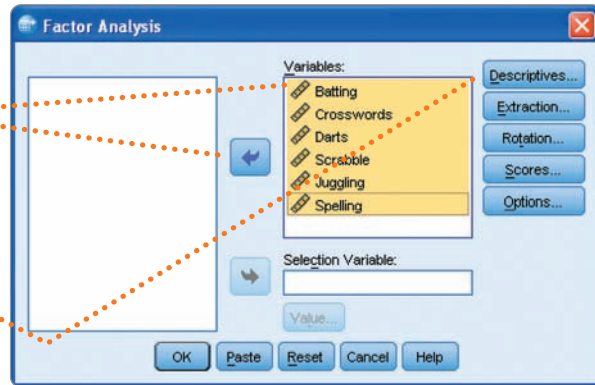 Factor Analysis
Variables:
Batting
Crosswords
Darts
Scrabble
Juggling
Spelling
Descriptives...
Extraction...
Rotation...
Scores...
Options...
Selection Variable:
Value...
OK Paste Reset Cancel Help